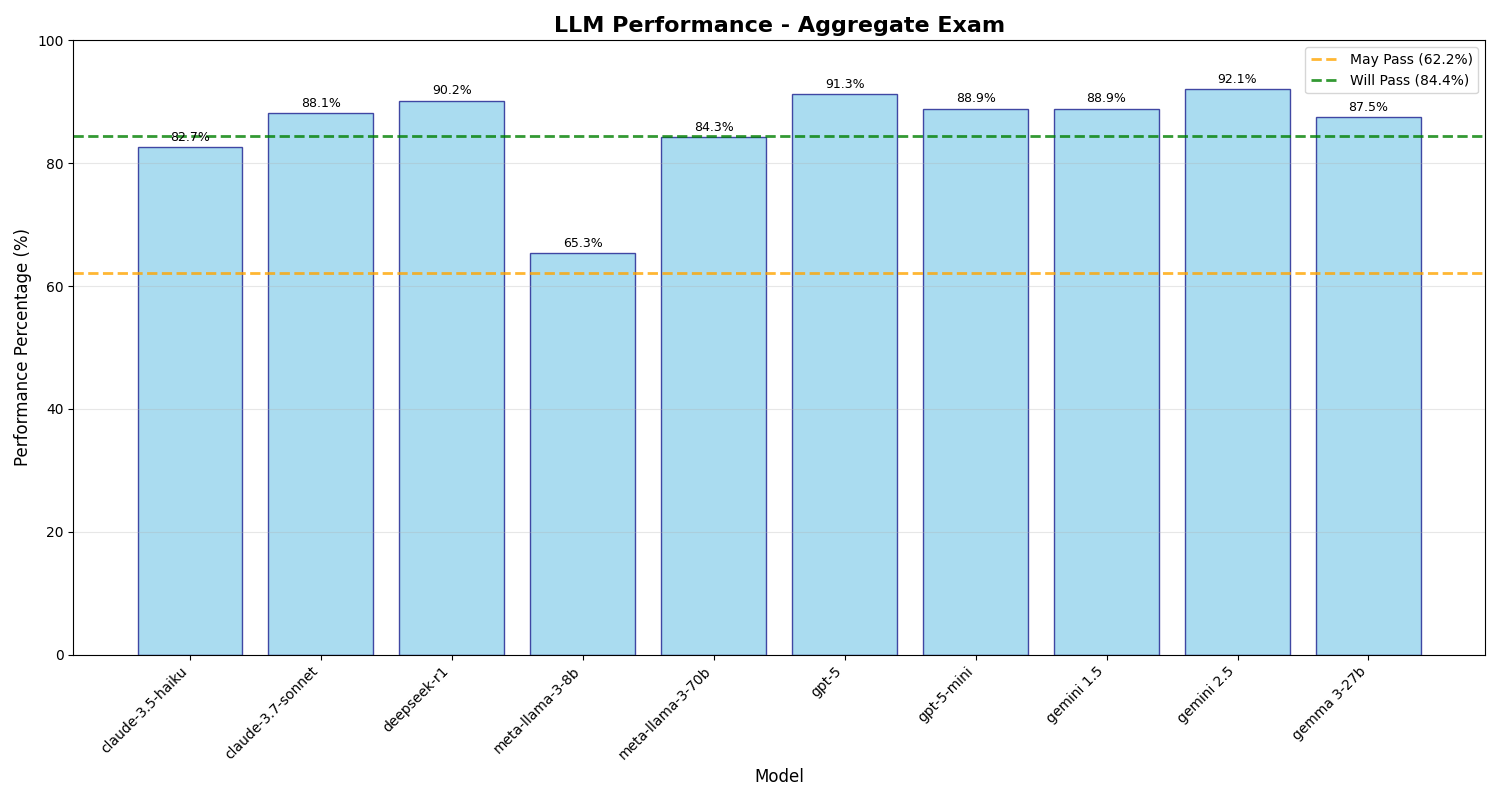 LLM Performance - Aggregate Exam
May Pass (62.2%)
Will Pass (84.4%)
Performance Percentage (%)
100
80
60
40
20
0
82.7%
88.1%
90.2%
65.3%
84.3%
91.3%
88.9%
88.9%
92.1%
87.5%
claude-3.5-haiku
claude-3.7-sonnet
deepseek-r1
meta-llama-3-8b
meta-llama-3-70b
gpt-5
gpt-5-mini
gemini 1.5
gemini 2.5
gemma 3-27b
Model